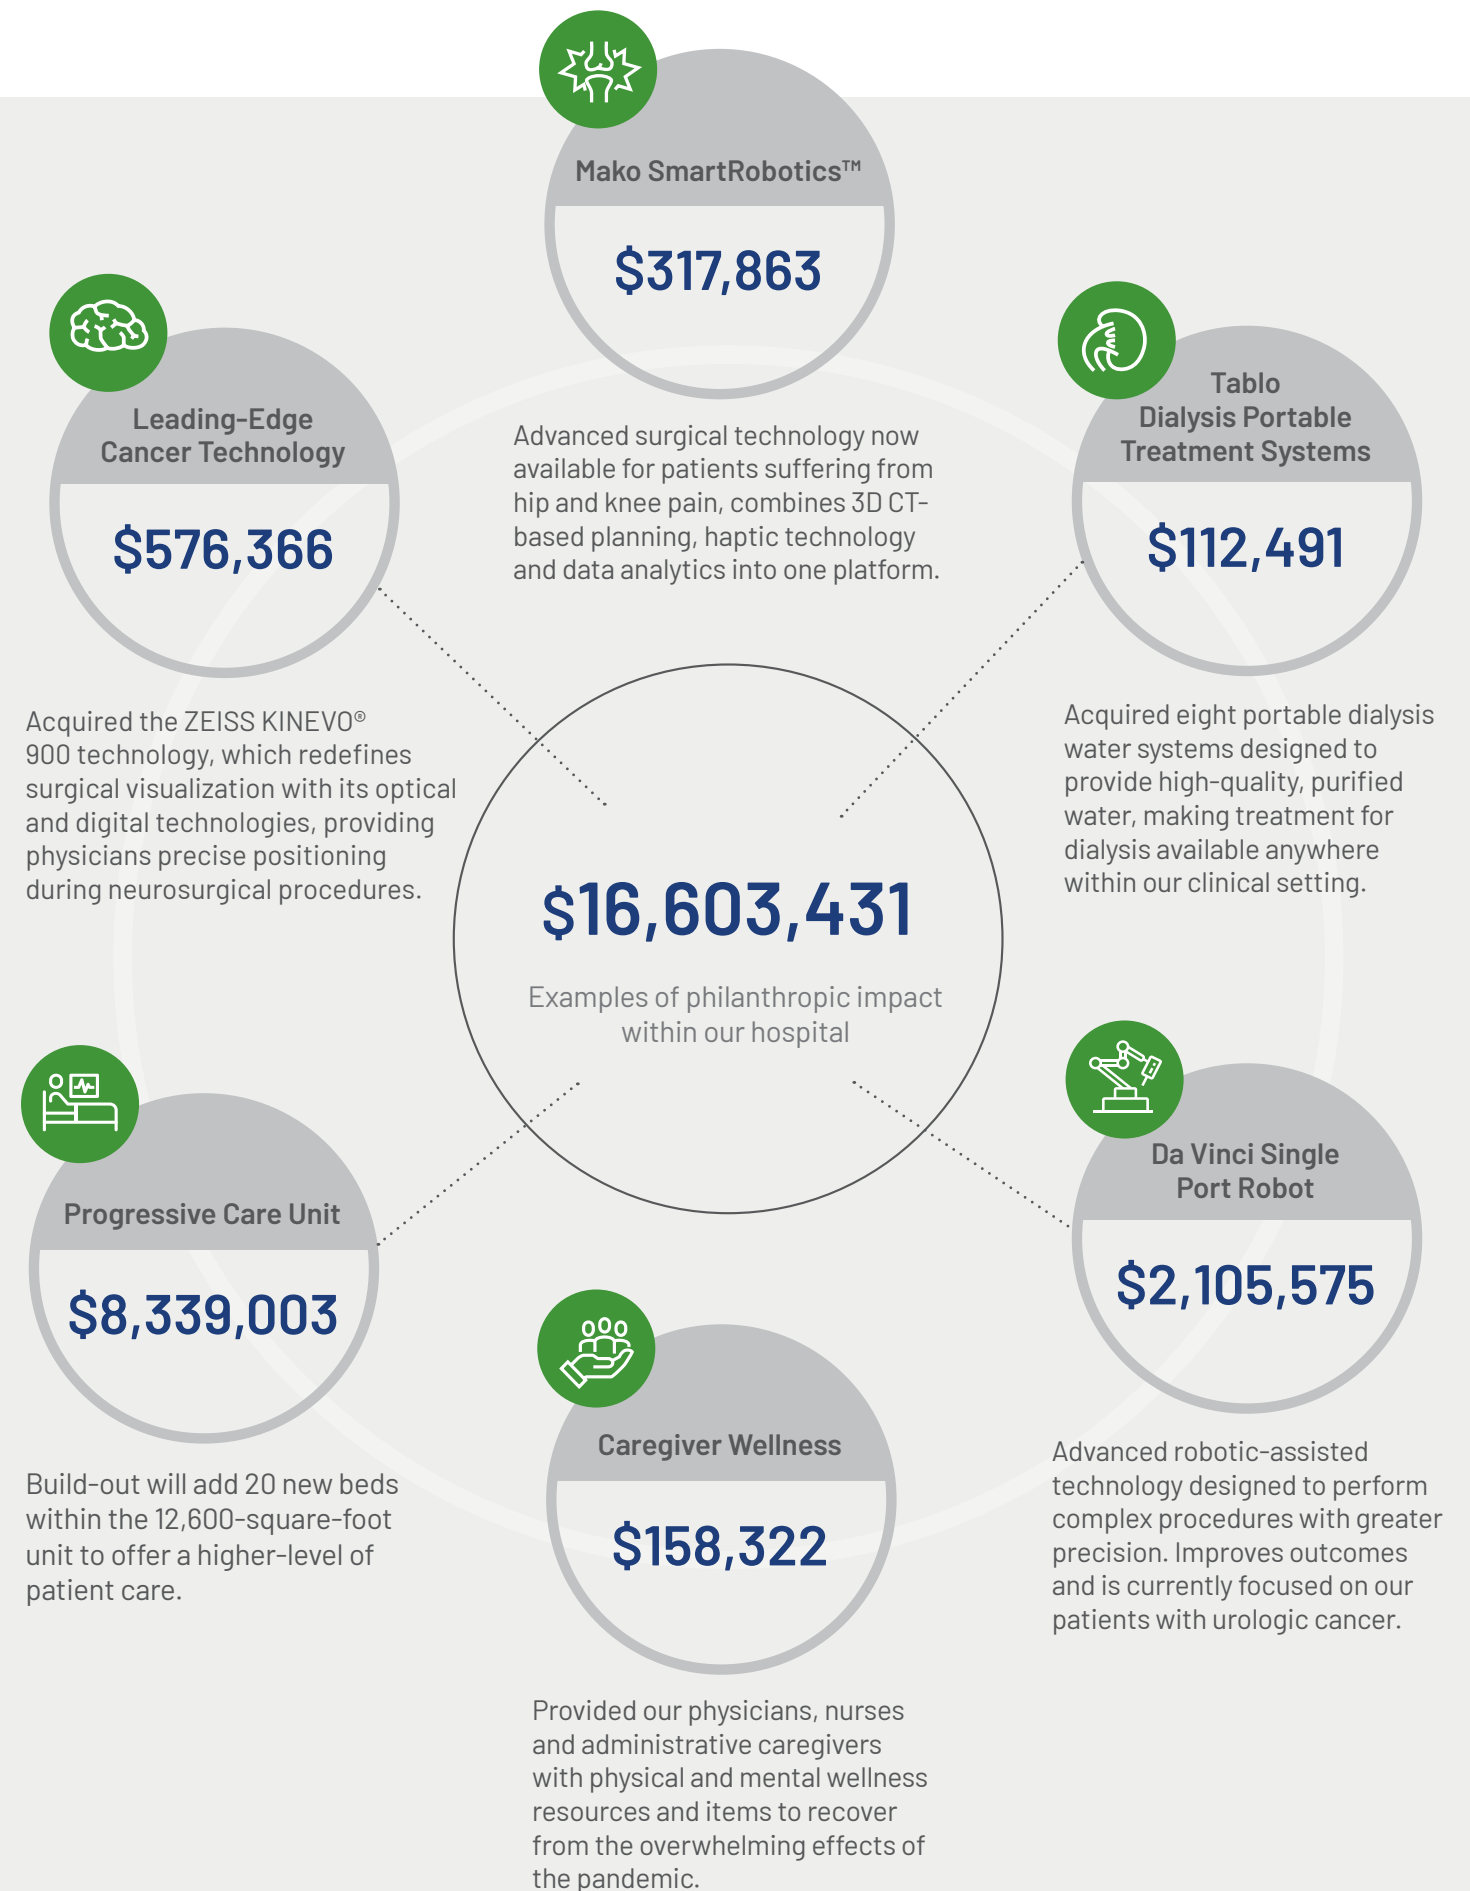 Mako SmartRobotics™
$317,863
Advanced surgical technology now
available for patients suffering from
hip and knee pain, combines 3D CT-
based planning, haptic technology
and data analytics into one platform.
Leading-Edge
Cancer Technology
$576,366
Acquired the ZEISS KINEVO®
900 technology, which redefines
surgical visualization with its optical
and digital technologies, providing
physicians precise positioning
during neurosurgical procedures.
Tablo
Dialysis Portable
Treatment Systems
$112,491
Acquired eight portable dialysis
water systems designed to
provide high-quality, purified
water, making treatment for
dialysis available anywhere
within our clinical setting.
$16,603,431
Examples of philanthropic impact
within our hospital
Progressive Care Unit
$8,339,003
Build-out will add 20 new beds
within the 12,600-square-foot
unit to offer a higher-level of
patient care.
Da Vinci Single
Port Robot
$2,105,575
Advanced robotic-assisted
technology designed to perform
complex procedures with greater
precision. Improves outcomes
and is currently focused on our
patients with urologic cancer.
Caregiver Wellness
$158,322
Provided our physicians, nurses
and administrative caregivers
with physical and mental wellness
resources and items to recover
from the overwhelming effects of
the pandemic.